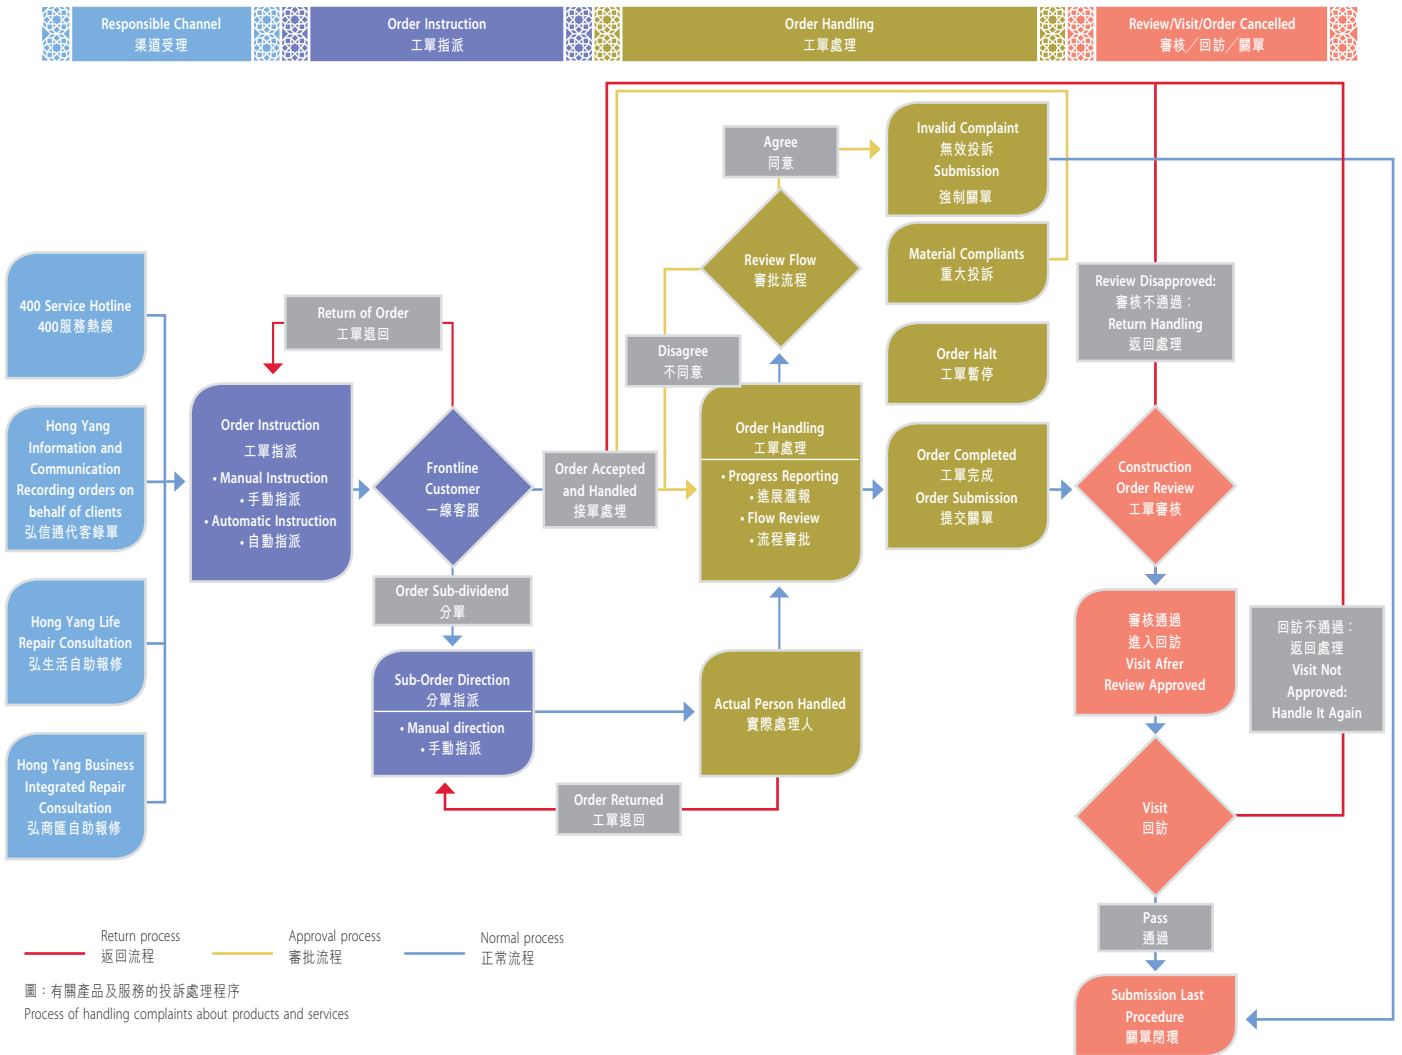 Responsible Channel
渠道受理
Order Instruction
工單指派
Order Handling
工單處理
Review/Visit/Order Cancelled
審核╱回訪╱關單
400 Service Hotline
400服務熱線
Hong Yang
Information and
Communication
Recording orders on
behalf of clients
弘信通代客錄單
Hong Yang Life
Repair Consultation
弘生活自助報修
Hong Yang Business
Integrated Repair
Consultation
弘商匯自助報修
Return of Order
工單退回
Order Instruction
工單指派
• Manual Instruction
• 手動指派
• Automatic Instruction
• 自動指派
Frontline
Customer
一線客服
Order Sub-dividend
分單
Sub-Order Direction
分單指派
• Manual direction
• 手動指派
Order Accepted
and Handled
接單處理
Order Returned
工單退回
Agree
同意
Review Flow
審批流程
Disagree
不同意
Order Handling
工單處理
• Progress Reporting
• 進展滙報
• Flow Review
• 流程審批
Actual Person Handled
實際處理人
Invalid Complaint
無效投訴
Submission
強制關單
Material Compliants
重大投訴
Order Halt
工單暫停
Order Completed
工單完成
Order Submission
提交關單
Review Disapproved:
審核不通過：
Return Handling
返回處理
Construction
Order Review
工單審核
審核通過
進入回訪
Visit Afrer
Review Approved
回訪不通過：
返回處理
Visit Not
Approved:
Handle It Again
Visit
回訪
Pass
通過
Submission Last
Procedure
關單閉環
Return process
返回流程
Approval process
審批流程
Normal process
正常流程
圖：有關產品及服務的投訴處理程序
Process of handling complaints about products and services